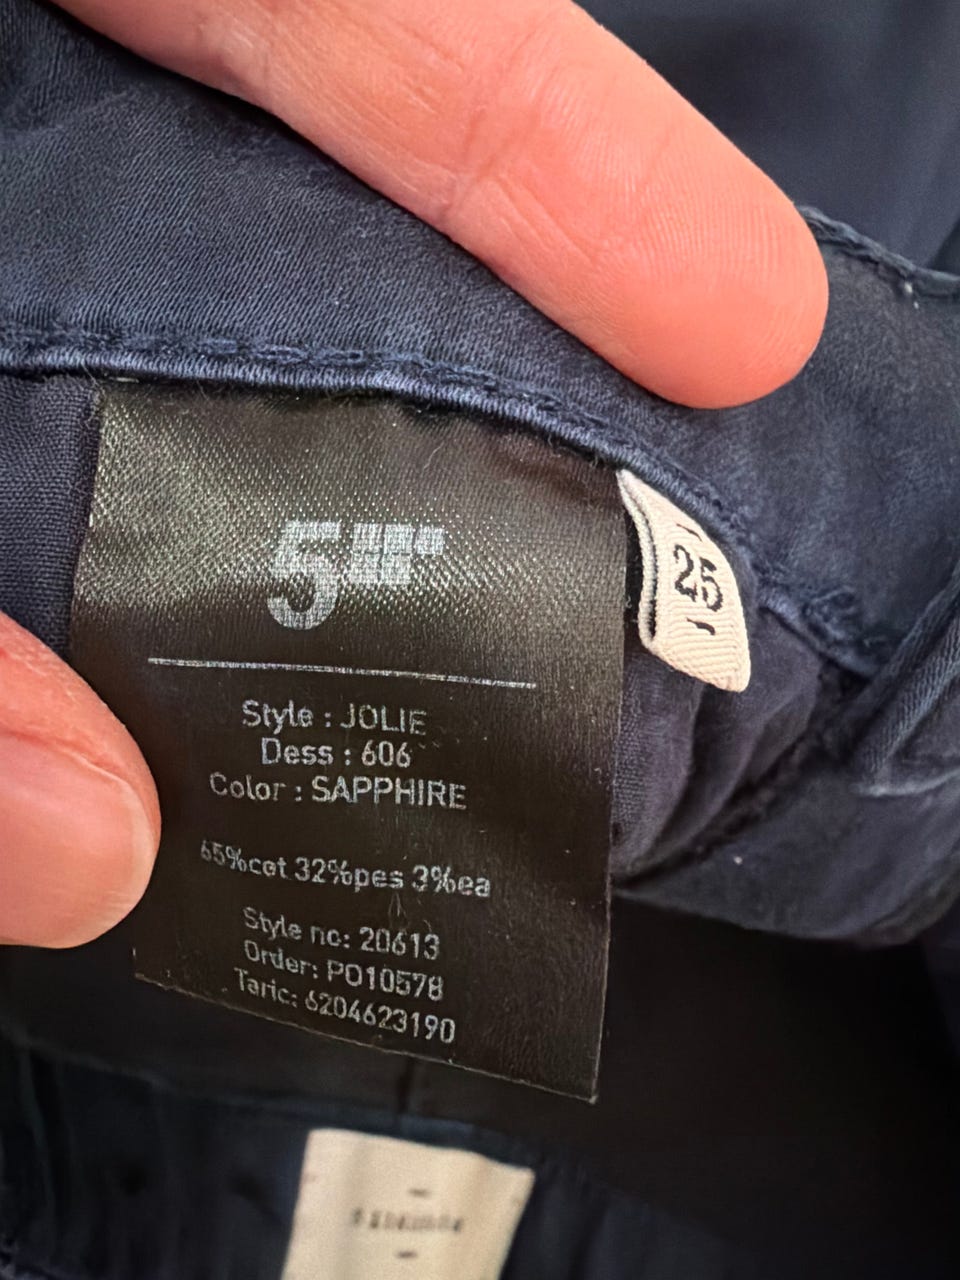 5
25
Style : JOLIE
Dess : 606
Color : SAPPHIRE
65%cot 32%pes 3%ea
Style no: 20613
Order: PO10578
Taric: 6204623190